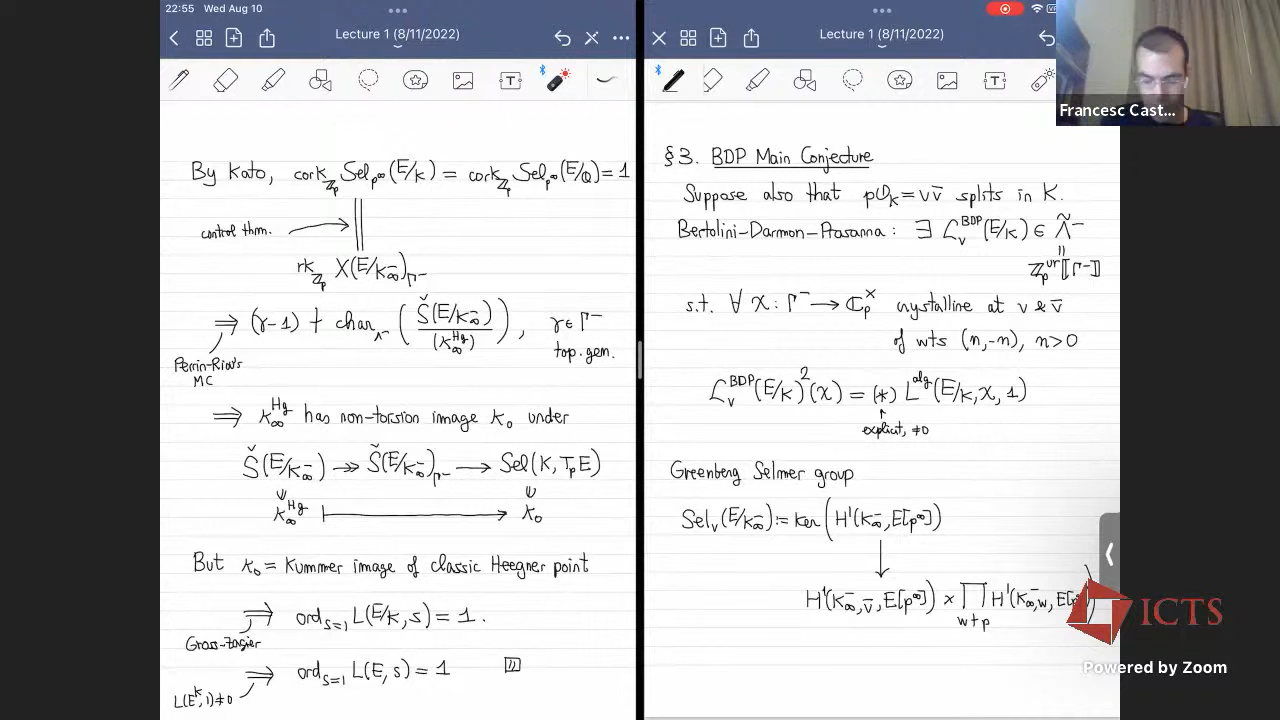 22:55 Wed Aug 10
Lecture 1 (8/11/2022)
By Kato, cork_{Z_p} Sel_{p^∞}(E/K) = cork_{Z_p} Sel_{p^∞}(E/Q) = 1
control thm.
rk_{Z_p} X(E/K_∞^-)_{Γ^-}
⟹ (γ-1) ∤ char_{Λ^-} ( Š(E/K_∞^-) / (κ_∞^{Hg}) ), γ ∈ Γ^-
top. gen.
Perrin-Riou's
MC
⟹ κ_∞^{Hg} has non-torsion image κ_0 under
Š(E/K_∞^-) ↠ Š(E/K_∞^-)_{Γ^-} → Sel(K, T_pE)
κ_∞^{Hg} ⟼ κ_0
But κ_0 = Kummer image of classic Heegner point
⟹ ord_{s=1} L(E/K, s) = 1.
Gross-Zagier
⟹ ord_{s=1} L(E, s) = 1
L(E^K, 1) ≠ 0
Lecture 1 (8/11/2022)
§3. BDP Main Conjecture
Suppose also that pO_K = v v̄ splits in K.
Bertolini-Darmon-Prasanna: ∃ L_v^{BDP}(E/K) ∈ Λ̃^-
=
Z_p^{ur}[[Γ^-]]
s.t. ∀ χ: Γ^- → C_p^× crystalline at v & v̄
of wts (n, -n), n > 0
L_v^{BDP}(E/K)^2(χ) = (*) L^{alg}(E/K, χ, 1)
↑
explicit, ≠ 0
Greenberg Selmer group
Sel_v(E/K_∞^-) := ker ( H^1(K_∞^-, E[p^∞])
↓
H^1(K_{∞,v̄}^-, E[p^∞]) × ∏_{w∤p} H^1(K_{∞,w}^-, E[p^∞]) )
Francesc Cast...
ICTS
Powered by Zoom